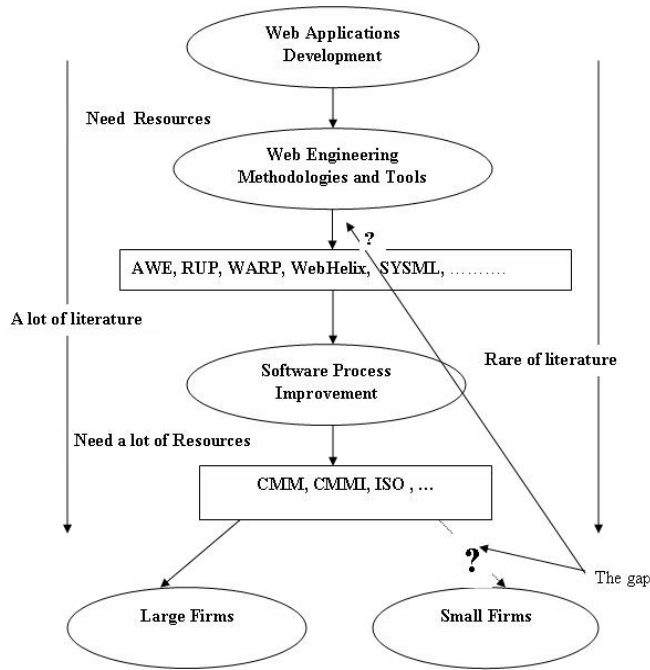 Web Applications
Development
Need Resources
Web Engineering
Methodologies and Tools
?
AWE, RUP, WARP, WebHelix, SYSML, ..........
A lot of literature
Rare of literature
Software Process
Improvement
Need a lot of Resources
CMM, CMMI, ISO , ...
?
The gap
Large Firms
Small Firms